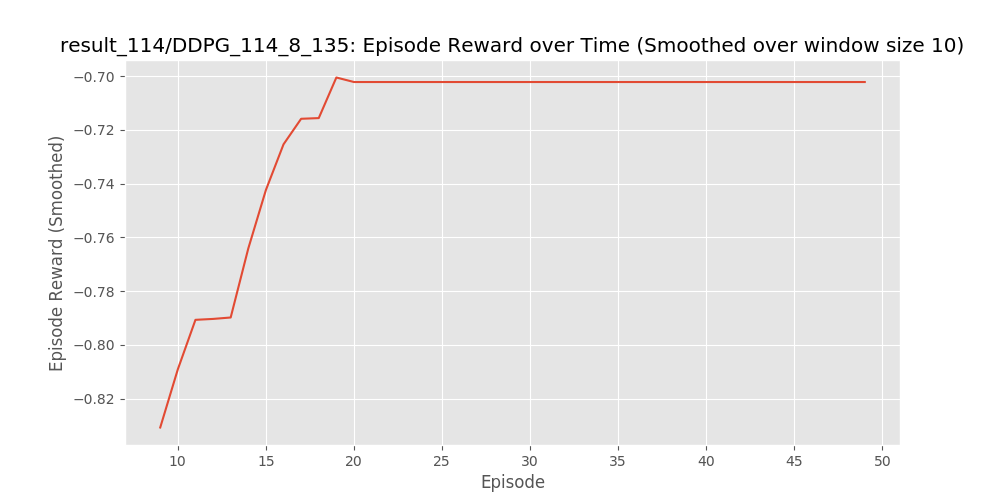 result_114/DDPG_114_8_135: Episode Reward over Time (Smoothed over window size 10)
Episode Reward (Smoothed)
−0.70
−0.72
−0.74
−0.76
−0.78
−0.80
−0.82
10 15 20 25 30 35 40 45 50
Episode